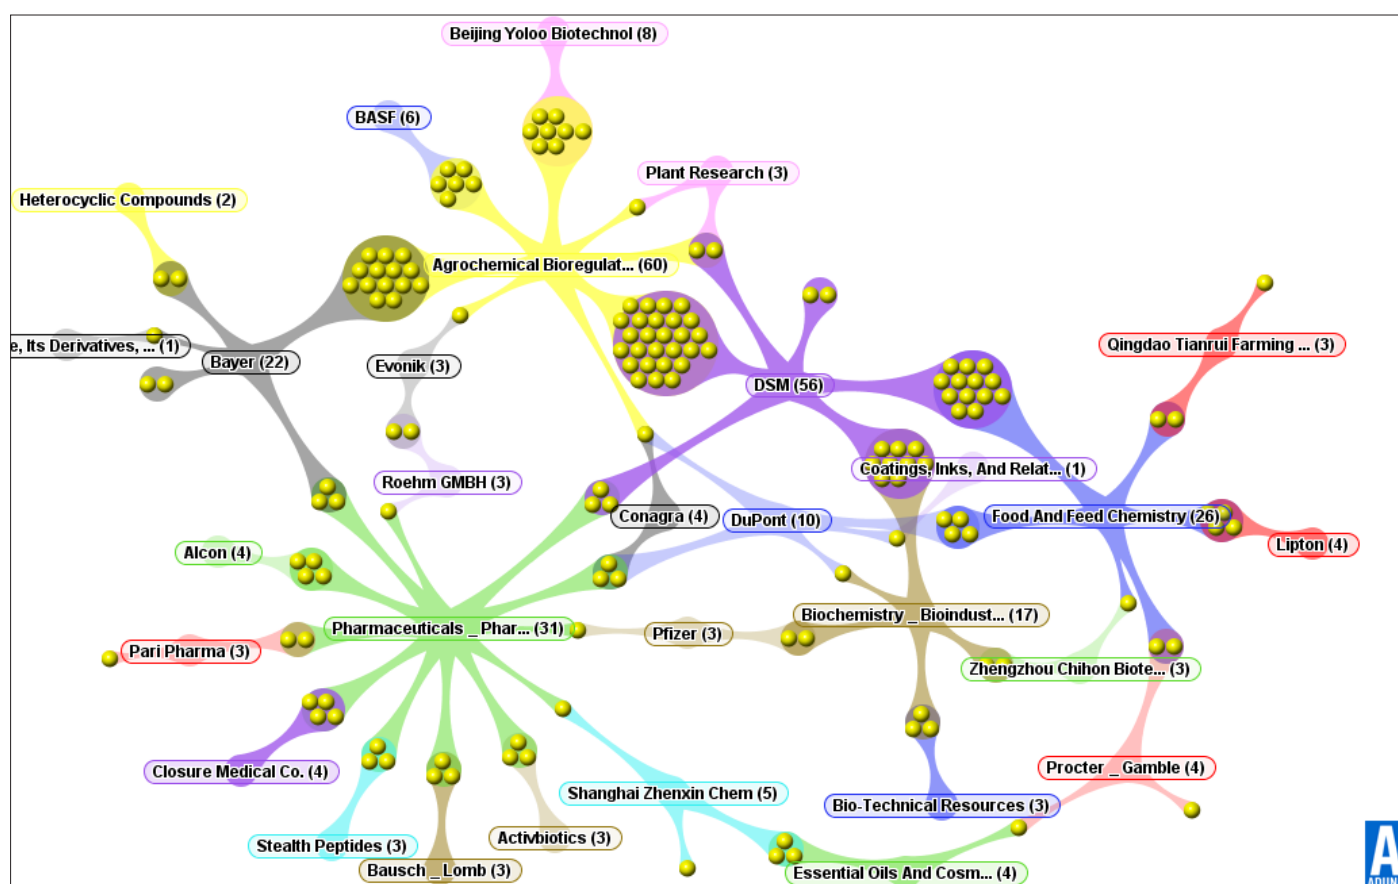 Beijing Yoloo Biotechnol (8)
BASF (6)
Plant Research (3)
Heterocyclic Compounds (2)
Agrochemical Bioregulat... (60)
e, Its Derivatives, ... (1)
Bayer (22)
Evonik (3)
Qingdao Tianrui Farming ... (3)
DSM (56)
Coatings, Inks, And Relat... (1)
Roehm GMBH (3)
Conagra (4)
DuPont (10)
Food And Feed Chemistry (26)
Lipton (4)
Alcon (4)
Pharmaceuticals _ Phar... (31)
Biochemistry _ Bioindust... (17)
Pfizer (3)
Pari Pharma (3)
Zhengzhou Chihon Biote... (3)
Closure Medical Co. (4)
Procter _ Gamble (4)
Shanghai Zhenxin Chem (5)
Bio-Technical Resources (3)
Stealth Peptides (3)
Activbiotics (3)
Bausch _ Lomb (3)
Essential Oils And Cosm... (4)
A
ADUN